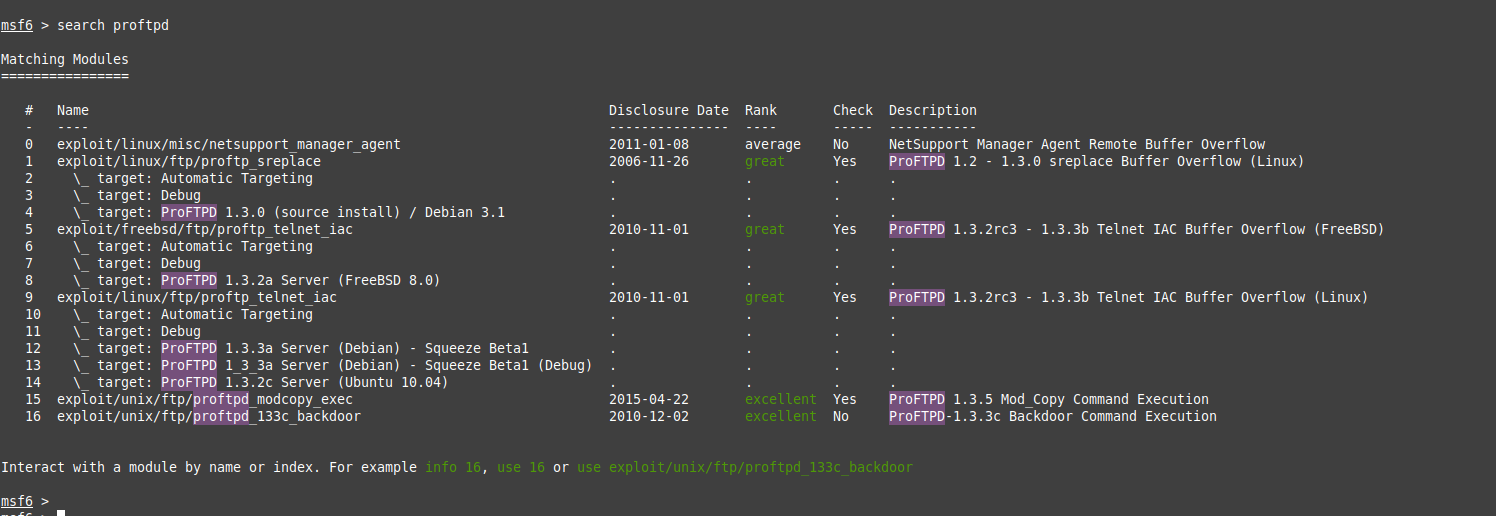 msf6 > search proftpd
Matching Modules
================
# Name Disclosure Date Rank Check Description
- ---- --------------- ---- ----- -----------
0 exploit/linux/misc/netsupport_manager_agent 2011-01-08 average No NetSupport Manager Agent Remote Buffer Overflow
1 exploit/linux/ftp/proftp_sreplace 2006-11-26 great Yes ProFTPD 1.2 - 1.3.0 sreplace Buffer Overflow (Linux)
2 \_ target: Automatic Targeting . . . .
3 \_ target: Debug . . . .
4 \_ target: ProFTPD 1.3.0 (source install) / Debian 3.1 . . . .
5 exploit/freebsd/ftp/proftp_telnet_iac 2010-11-01 great Yes ProFTPD 1.3.2rc3 - 1.3.3b Telnet IAC Buffer Overflow (FreeBSD)
6 \_ target: Automatic Targeting . . . .
7 \_ target: Debug . . . .
8 \_ target: ProFTPD 1.3.2a Server (FreeBSD 8.0) . . . .
9 exploit/linux/ftp/proftp_telnet_iac 2010-11-01 great Yes ProFTPD 1.3.2rc3 - 1.3.3b Telnet IAC Buffer Overflow (Linux)
10 \_ target: Automatic Targeting . . . .
11 \_ target: Debug . . . .
12 \_ target: ProFTPD 1.3.3a Server (Debian) - Squeeze Beta1 . . . .
13 \_ target: ProFTPD 1_3_3a Server (Debian) - Squeeze Beta1 (Debug) . . . .
14 \_ target: ProFTPD 1.3.2c Server (Ubuntu 10.04) . . . .
15 exploit/unix/ftp/proftpd_modcopy_exec 2015-04-22 excellent Yes ProFTPD 1.3.5 Mod_Copy Command Execution
16 exploit/unix/ftp/proftpd_133c_backdoor 2010-12-02 excellent No ProFTPD-1.3.3c Backdoor Command Execution
Interact with a module by name or index. For example info 16, use 16 or use exploit/unix/ftp/proftpd_133c_backdoor
msf6 >
msf6 >